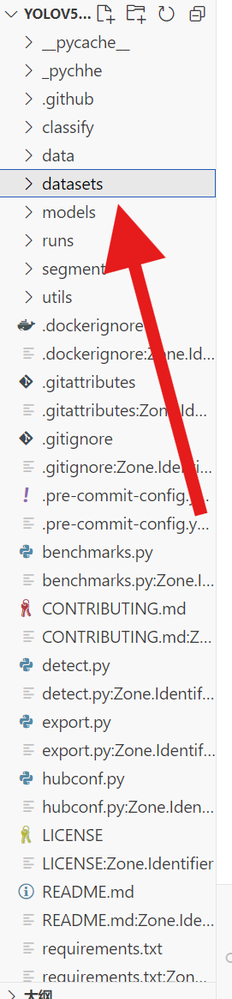 YOLOV5...
__pycache__
_pychhe
.github
classify
data
datasets
models
runs
segment
utils
.dockerignore
.dockerignore:Zone.Id...
.gitattributes
.gitattributes:Zone.Id...
.gitignore
.gitignore:Zone.Identifi...
.pre-commit-config.y...
.pre-commit-config.y...
benchmarks.py
benchmarks.py:Zone.I...
CONTRIBUTING.md
CONTRIBUTING.md:Z...
detect.py
detect.py:Zone.Identif...
export.py
export.py:Zone.Identif...
hubconf.py
hubconf.py:Zone.Iden...
LICENSE
LICENSE:Zone.Identifier
README.md
README.md:Zone.Ide...
requirements.txt
requirements.txt:Zon...
大纲